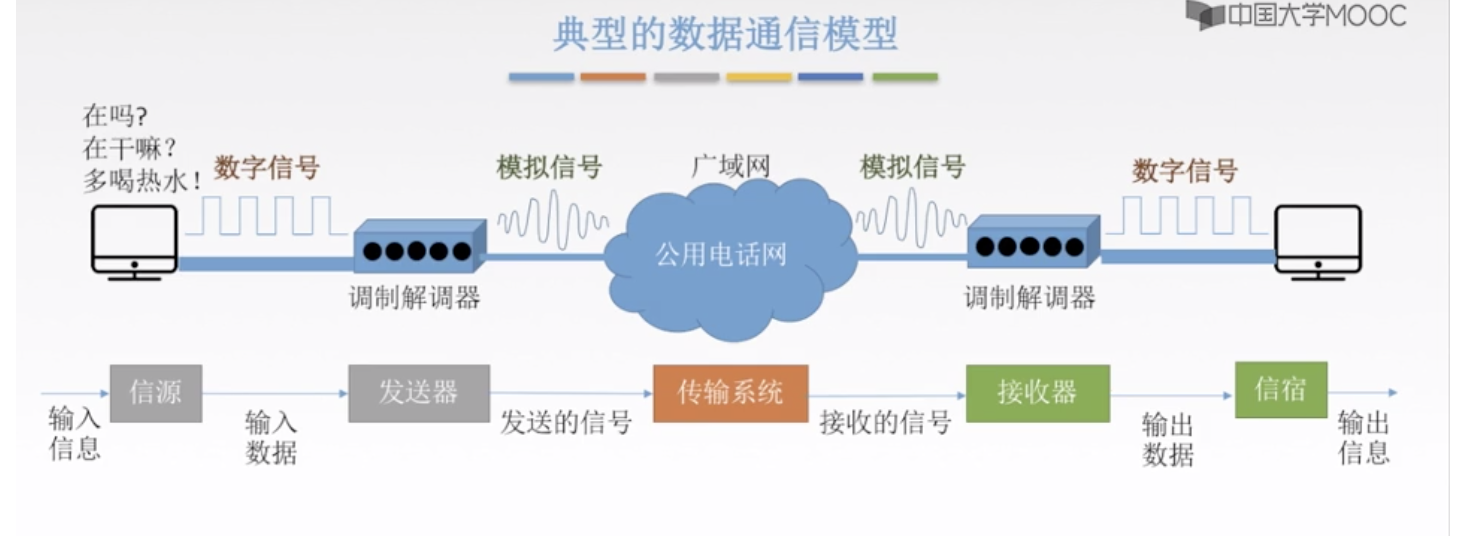 中国大学MOOC
典型的数据通信模型
在吗?
在干嘛?
多喝热水!
数字信号
模拟信号
广域网
模拟信号
数字信号
公用电话网
调制解调器
调制解调器
信源
发送器
传输系统
接收器
信宿
输入
信息
输入
数据
发送的信号
接收的信号
输出
数据
输出
信息